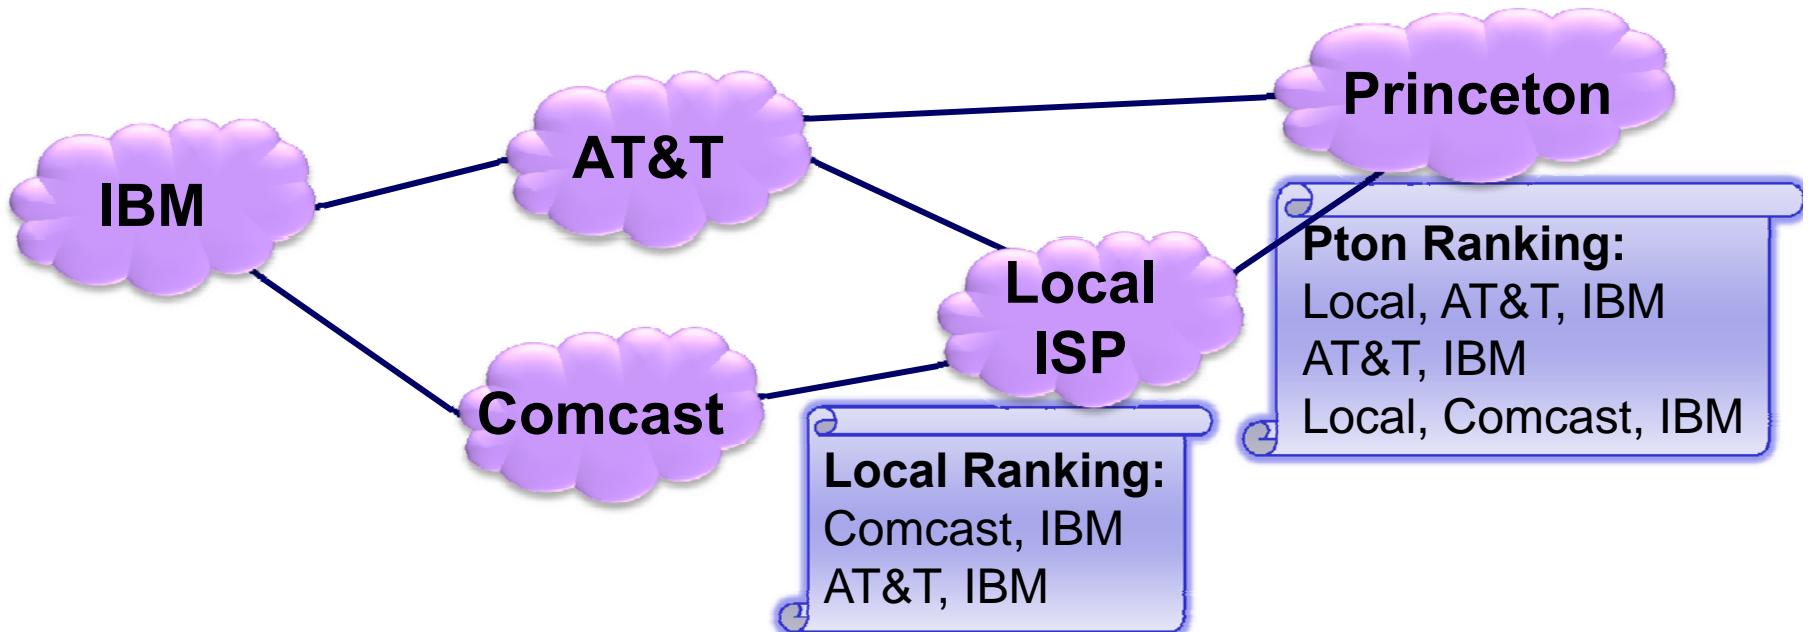 Princeton
AT&T
IBM
Local
ISP
Comcast
Pton Ranking:
Local, AT&T, IBM
AT&T, IBM
Local, Comcast, IBM
Local Ranking:
Comcast, IBM
AT&T, IBM